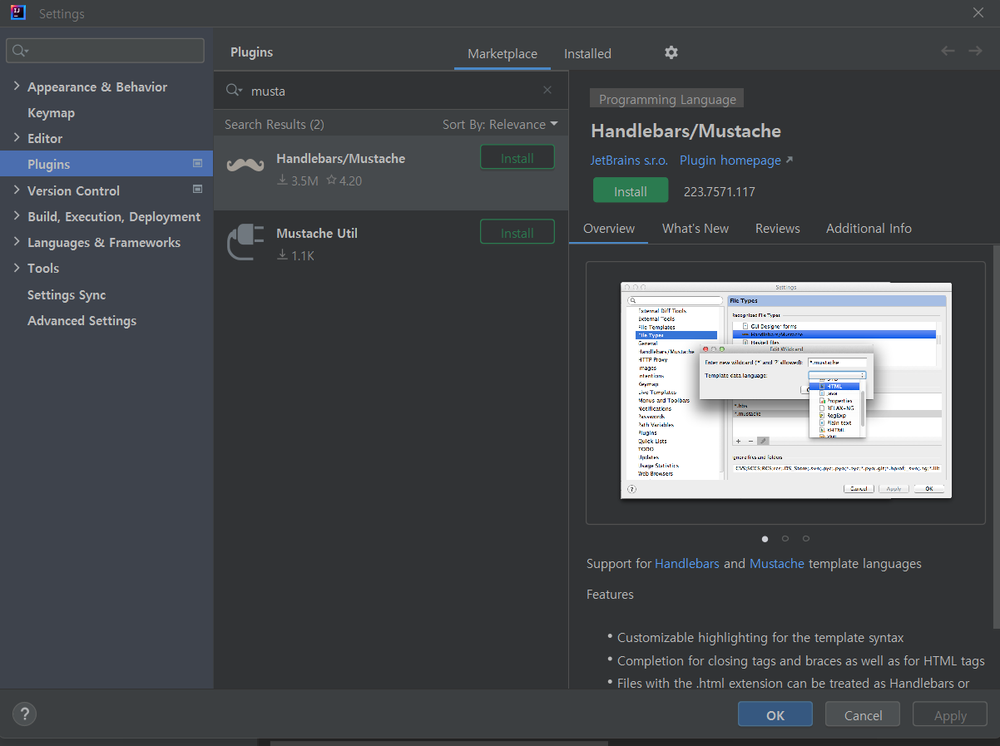 Settings
Plugins
Marketplace
Installed
Appearance & Behavior
Keymap
Editor
Plugins
Version Control
Build, Execution, Deployment
Languages & Frameworks
Tools
Settings Sync
Advanced Settings
musta
Search Results (2)
Sort By: Relevance
Handlebars/Mustache
Install
3.5M 4.20
Mustache Util
Install
1.1K
Programming Language
Handlebars/Mustache
JetBrains s.r.o. Plugin homepage
Install 223.7571.117
Overview What's New Reviews Additional Info
Settings
External Diff Tools
External Tools
File Templates
File Types
General
Handlebars/Mustache
HTTP Proxy
Images
Intentions
Keymap
Live Templates
Menus and Toolbars
Notifications
Passwords
Path Variables
Plugins
Quick Lists
TODO
Updates
Usage Statistics
Web Browsers
File Types
Recognized File Types
GUI Designer forms
Handlebars/Mustache
Haskell files
Edit Wildcard
Enter new wildcard ('*' and '?' allowed): *.mustache
Template data language:
HTML
Java
Properties
RELAX-NG
RegExp
Plain text
XHTML
XML
*.hbs
*.mustache
Ignore files and folders
Cancel Apply OK
Support for Handlebars and Mustache template languages
Features
• Customizable highlighting for the template syntax
• Completion for closing tags and braces as well as for HTML tags
• Files with the .html extension can be treated as Handlebars or
?
OK
Cancel
Apply